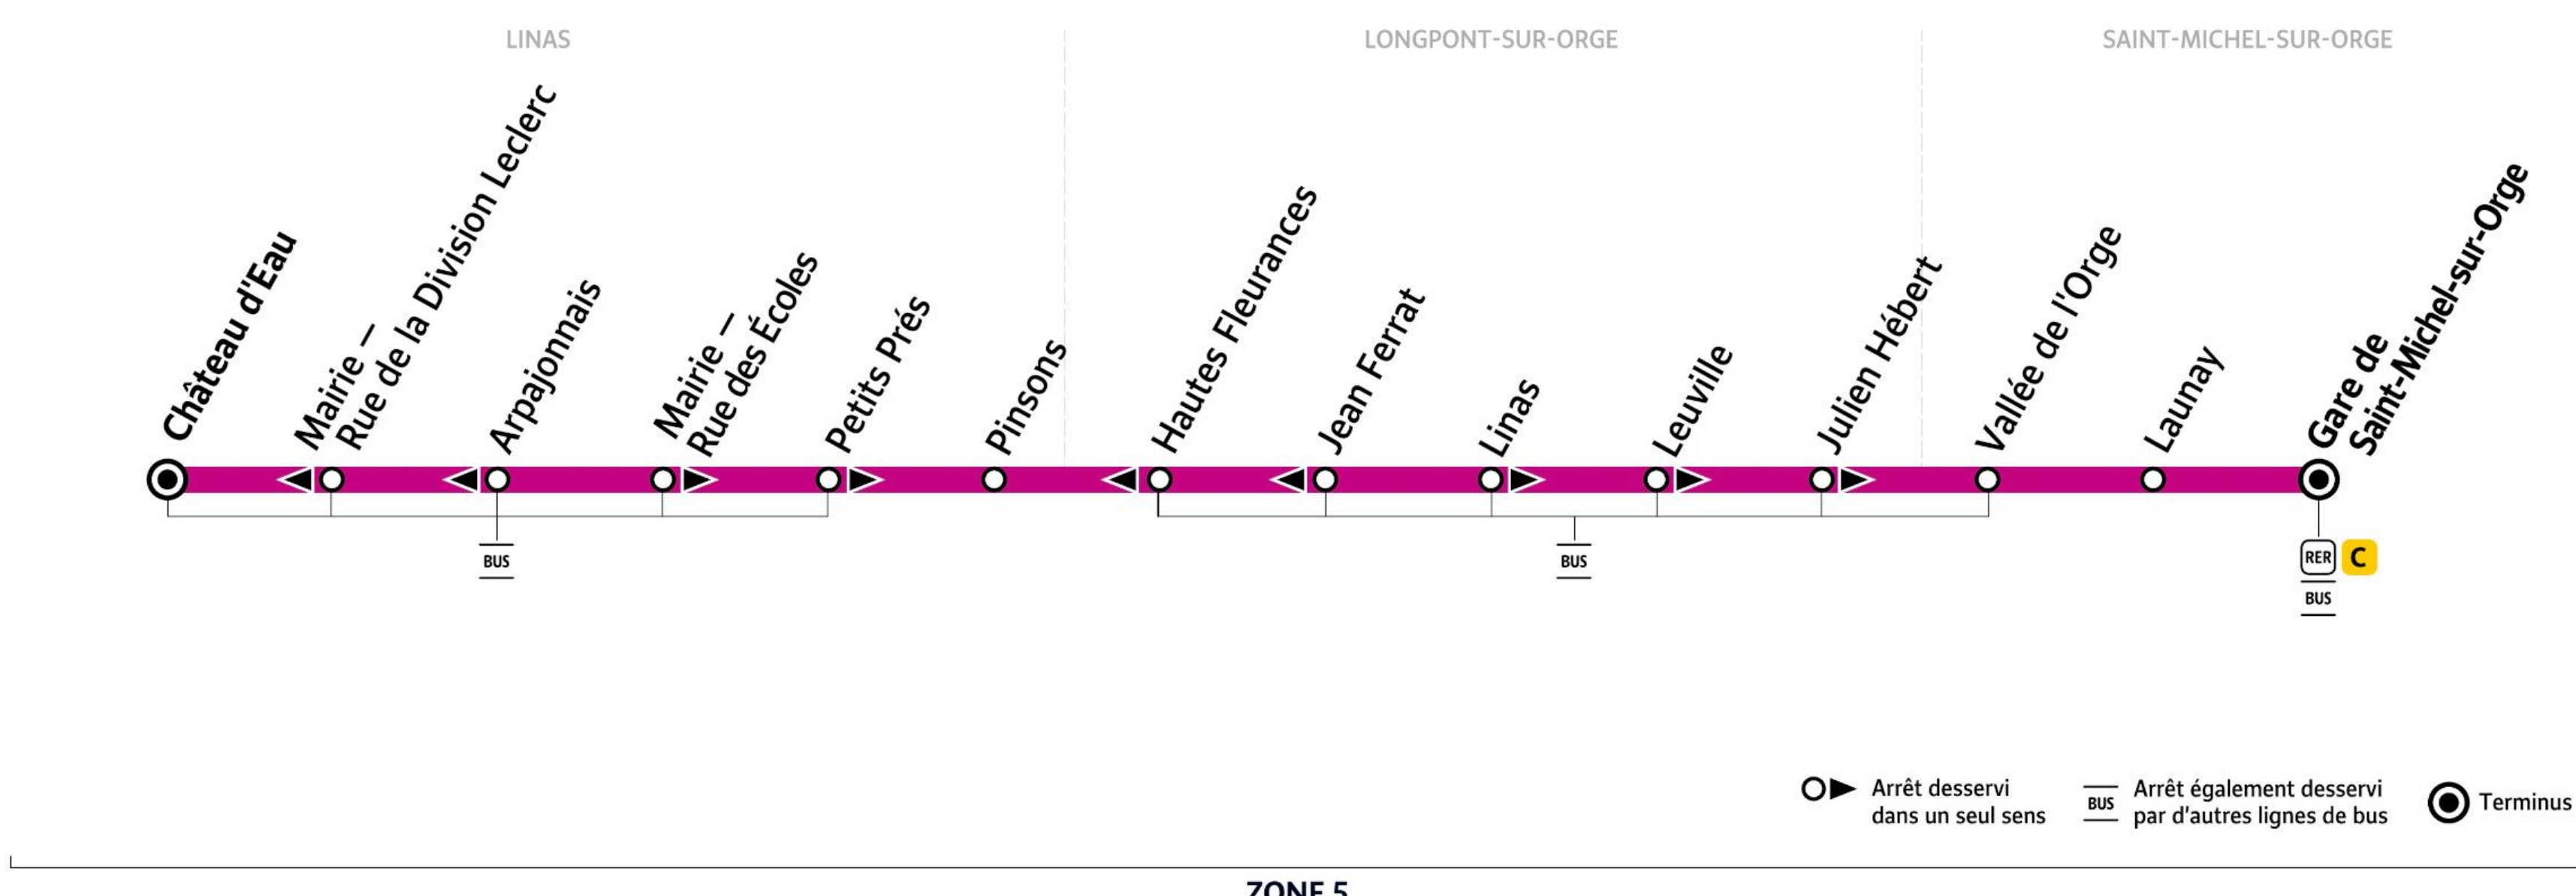 LINAS
LONGPONT-SUR-ORGE
SAINT-MICHEL-SUR-ORGE
Château d'Eau
Mairie –
Rue de la Division Leclerc
Arpajonnais
Mairie –
Rue des Écoles
Petits Prés
Pinsons
Hautes Fleurances
Jean Ferrat
Linas
Leuville
Julien Hébert
Vallée de l'Orge
Launay
Gare de
Saint-Michel-sur-Orge
BUS
BUS
RER C
BUS
Arrêt desservi
dans un seul sens
BUS
Arrêt également desservi
par d'autres lignes de bus
Terminus
ZONE 5